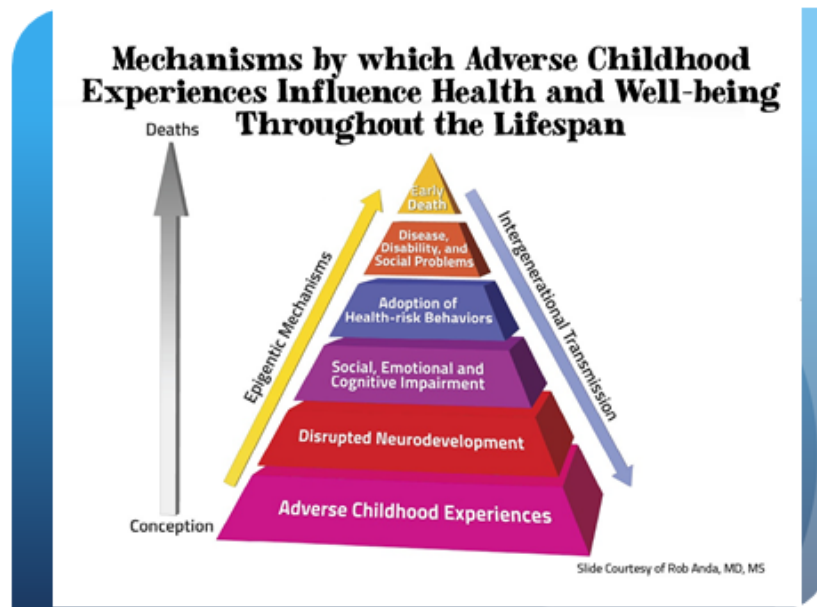 Mechanisms by which Adverse Childhood
Experiences Influence Health and Well-being
Throughout the Lifespan
Deaths
Early
Death
Disease,
Disability, and
Social Problems
Adoption of
Health-risk Behaviors
Social, Emotional and
Cognitive Impairment
Disrupted Neurodevelopment
Adverse Childhood Experiences
Epigentic Mechanisms
Intergenerational Transmission
Conception
Slide Courtesy of Rob Anda, MD, MS